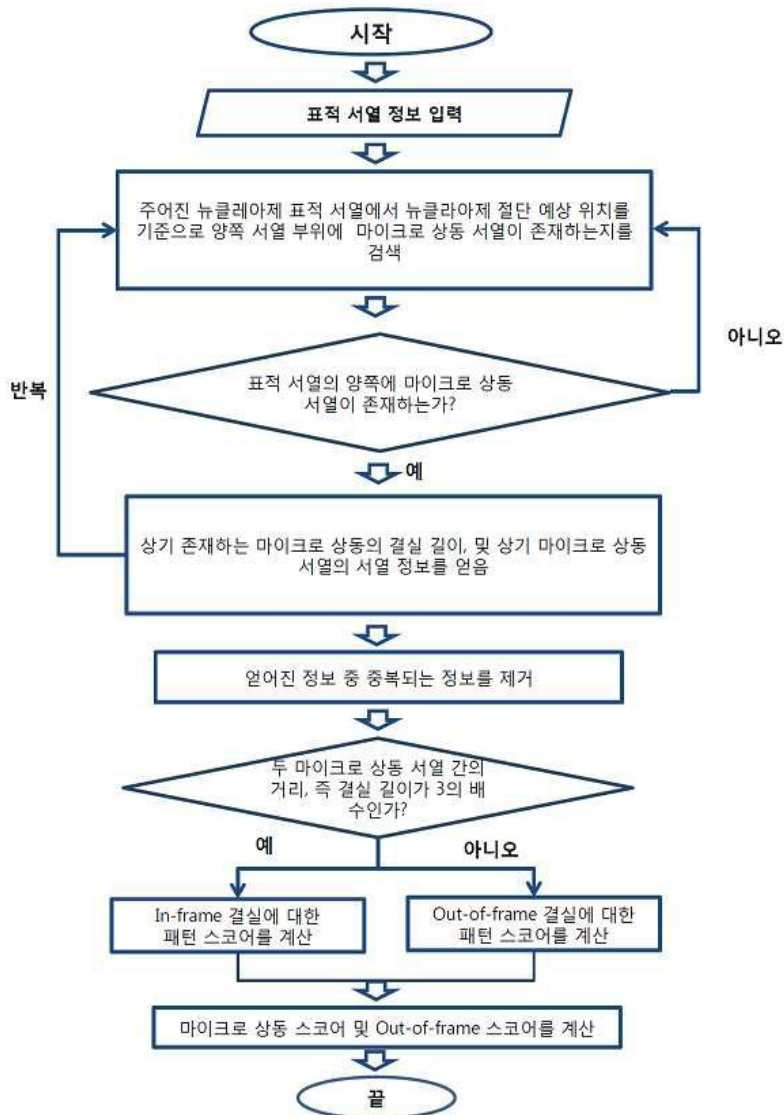 시작
표적 서열 정보 입력
주어진 뉴클레아제 표적 서열에서 뉴클라아제 절단 예상 위치를
기준으로 양쪽 서열 부위에 마이크로 상동 서열이 존재하는지를
검색
아니오
반복
표적 서열의 양쪽에 마이크로 상동
서열이 존재하는가?
예
상기 존재하는 마이크로 상동의 결실 길이, 및 상기 마이크로 상동
서열의 서열 정보를 얻음
얻어진 정보 중 중복되는 정보를 제거
두 마이크로 상동 서열 간의
거리, 즉 결실 길이가 3의 배
수인가?
예
아니오
In-frame 결실에 대한
패턴 스코어를 계산
Out-of-frame 결실에 대한
패턴 스코어를 계산
마이크로 상동 스코어 및 Out-of-frame 스코어를 계산
끝